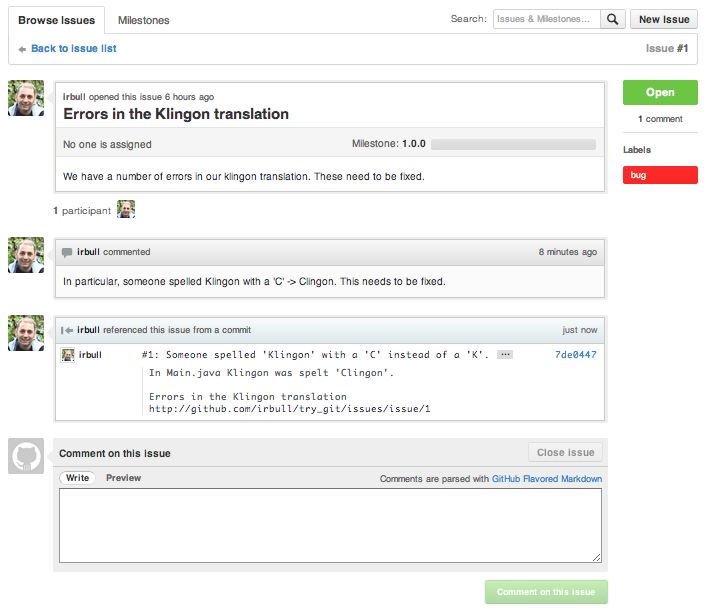 Browse Issues Milestones Search: Issues & Milestones... New Issue
Back to issue list Issue #1
irbull opened this issue 6 hours ago
Errors in the Klingon translation
No one is assigned Milestone: 1.0.0
We have a number of errors in our klingon translation. These need to be fixed.
1 participant
Open
1 comment
Labels
bug
irbull commented 8 minutes ago
In particular, someone spelled Klingon with a 'C' -> Clingon. This needs to be fixed.
irbull referenced this issue from a commit just now
irbull #1: Someone spelled 'Klingon' with a 'C' instead of a 'K'. ... 7de0447
In Main.java Klingon was spelt 'Clingon'.
Errors in the Klingon translation
http://github.com/irbull/try_git/issues/issue/1
Comment on this issue Close issue
Write Preview Comments are parsed with GitHub Flavored Markdown
Comment on this issue